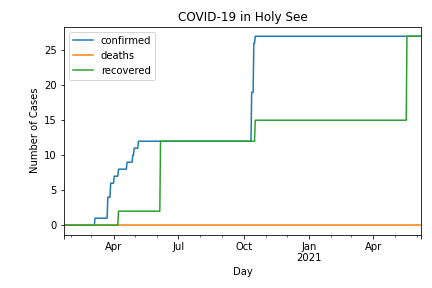 COVID-19 in Holy See
confirmed
deaths
recovered
Number of Cases
25
20
15
10
5
0
Apr
Jul
Oct
Jan
2021
Apr
Day